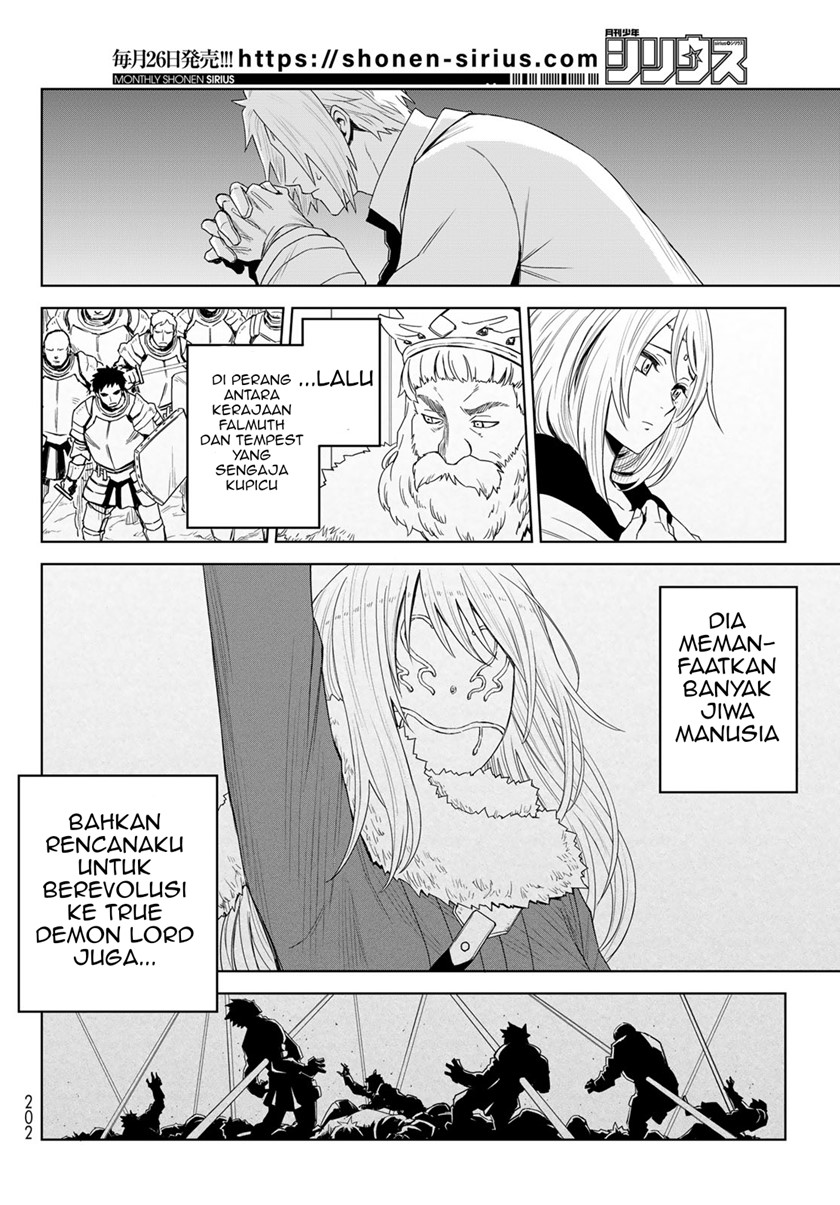 毎月26日発売!!! https://shonen-sirius.com
MONTHLY SHONEN SIRIUS
月刊少年
シリウス
...LALU
DI PERANG
ANTARA
KERAJAAN
FALMUTH
DAN TEMPEST
YANG
SENGAJA
KUPICU
DIA
MEMAN-
FAATKAN
BANYAK
JIWA
MANUSIA
BAHKAN
RENCANAKU
UNTUK
BEREVOLUSI
KE TRUE
DEMON LORD
JUGA...
202